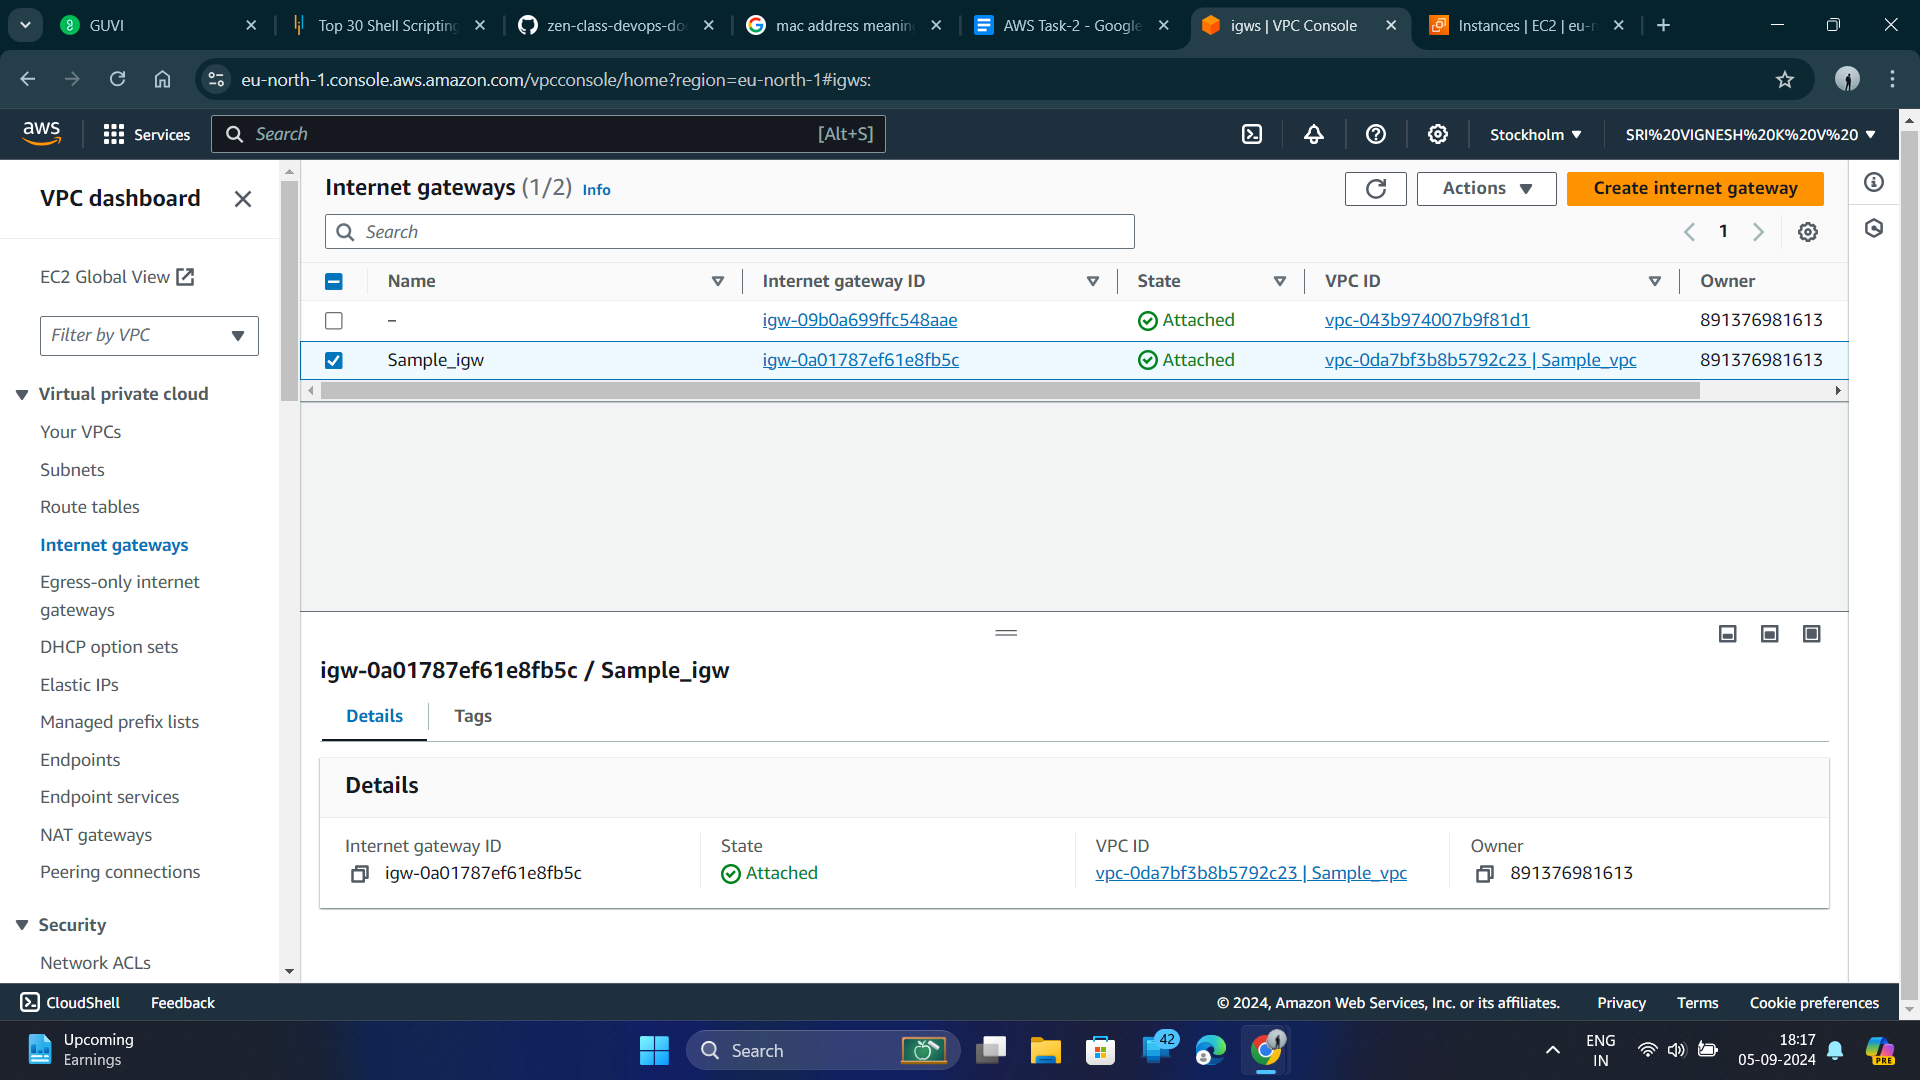 GUVI
Top 30 Shell Scripting
zen-class-devops-do
mac address meanin
AWS Task-2 - Google
igws | VPC Console
Instances | EC2 | eu-n
eu-north-1.console.aws.amazon.com/vpcconsole/home?region=eu-north-1#igws:
aws
Services
Search
[Alt+S]
Stockholm
SRI%20VIGNESH%20K%20V%20
VPC dashboard
EC2 Global View
Filter by VPC
Virtual private cloud
Your VPCs
Subnets
Route tables
Internet gateways
Egress-only internet
gateways
DHCP option sets
Elastic IPs
Managed prefix lists
Endpoints
Endpoint services
NAT gateways
Peering connections
Security
Network ACLs
Internet gateways (1/2) Info
Actions
Create internet gateway
Search
1
Name Internet gateway ID State VPC ID Owner
– igw-09b0a699ffc548aae Attached vpc-043b974007b9f81d1 891376981613
Sample_igw igw-0a01787ef61e8fb5c Attached vpc-0da7bf3b8b5792c23 | Sample_vpc 891376981613
igw-0a01787ef61e8fb5c / Sample_igw
Details
Tags
Details
Internet gateway ID
igw-0a01787ef61e8fb5c
State
Attached
VPC ID
vpc-0da7bf3b8b5792c23 | Sample_vpc
Owner
891376981613
CloudShell
Feedback
© 2024, Amazon Web Services, Inc. or its affiliates.
Privacy
Terms
Cookie preferences
Upcoming
Earnings
Search
42
ENG
IN
18:17
05-09-2024
PRE